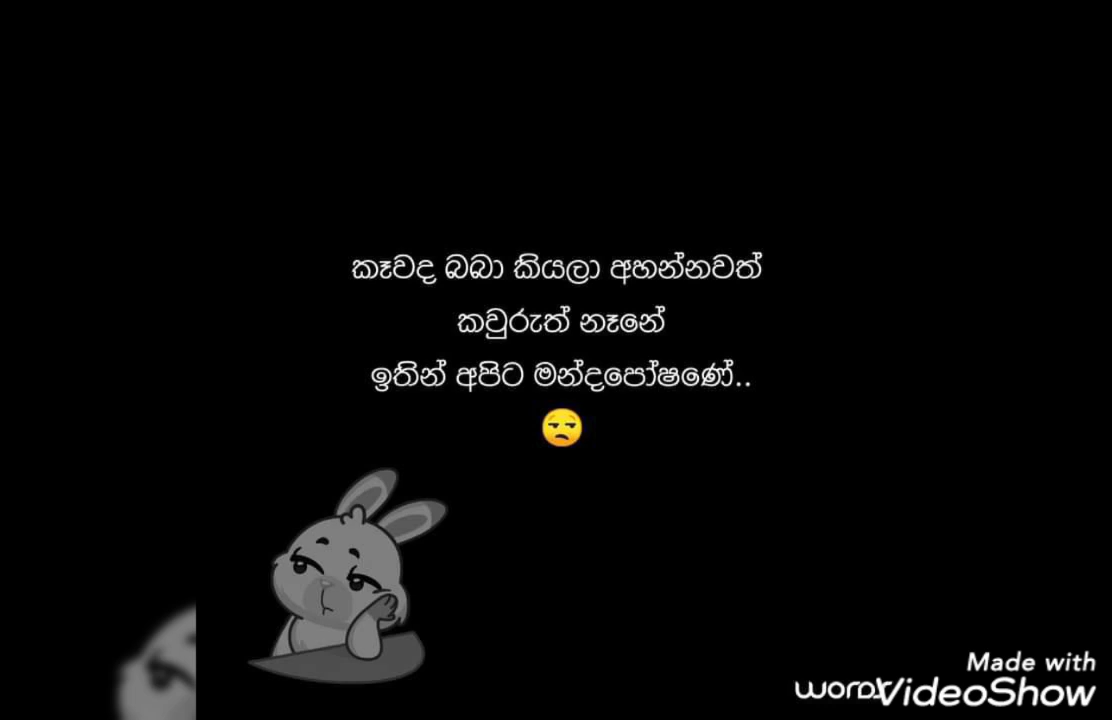 කෑවද බබා කියලා අහන්නවත්
කවුරුත් නෑනේ
ඉතින් අපිට මන්දපෝෂණේ..
😒
Made with
VideoShow